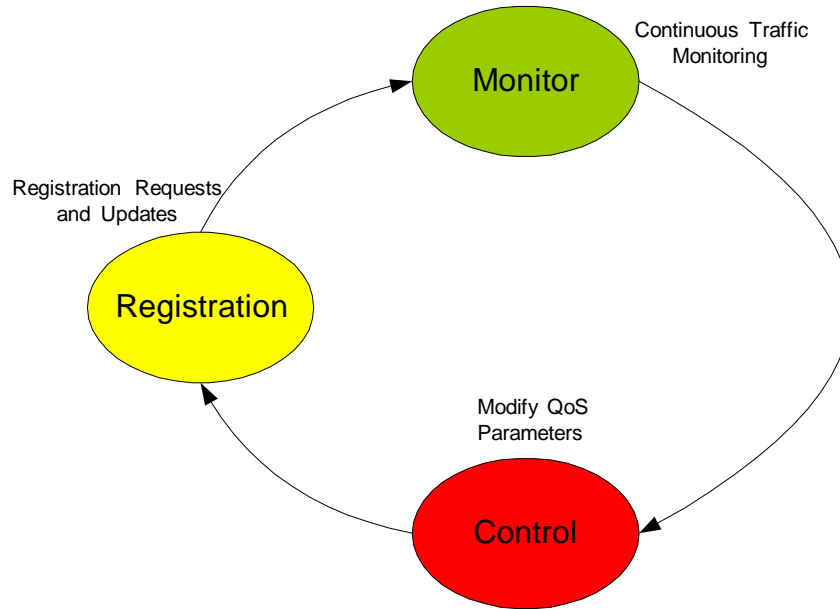 Continuous Traffic
Monitoring
Monitor
Registration Requests
and Updates
Registration
Modify QoS
Parameters
Control